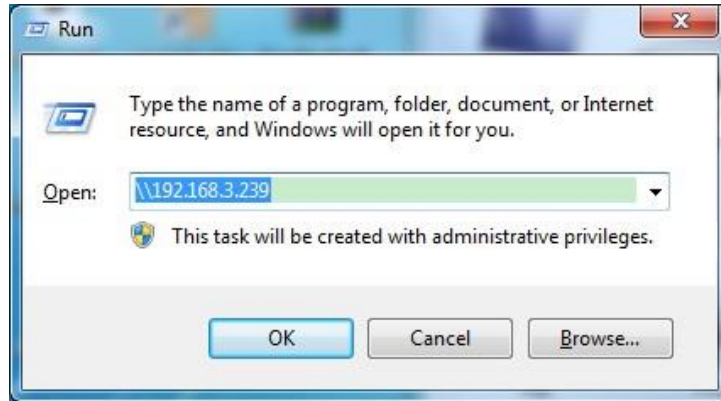 Run
Type the name of a program, folder, document, or Internet
resource, and Windows will open it for you.
Open: \\192.168.3.239
This task will be created with administrative privileges.
OK Cancel Browse...